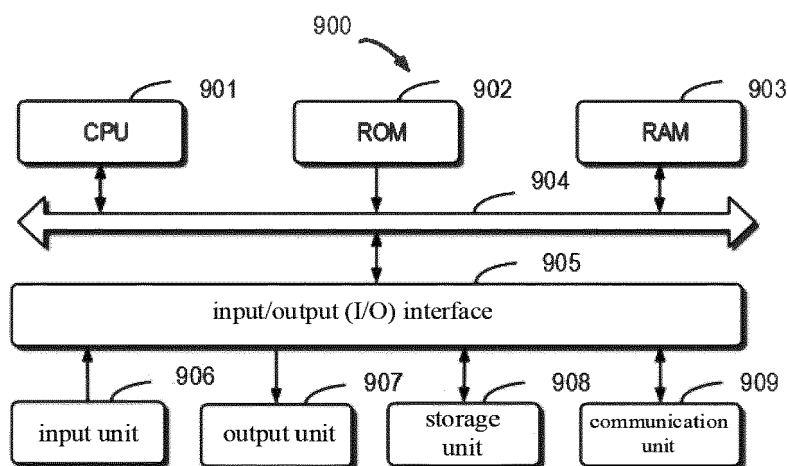 900
901
902
903
CPU
ROM
RAM
904
905
input/output (I/O) interface
906
907
908
909
input unit
output unit
storage
unit
communication
unit